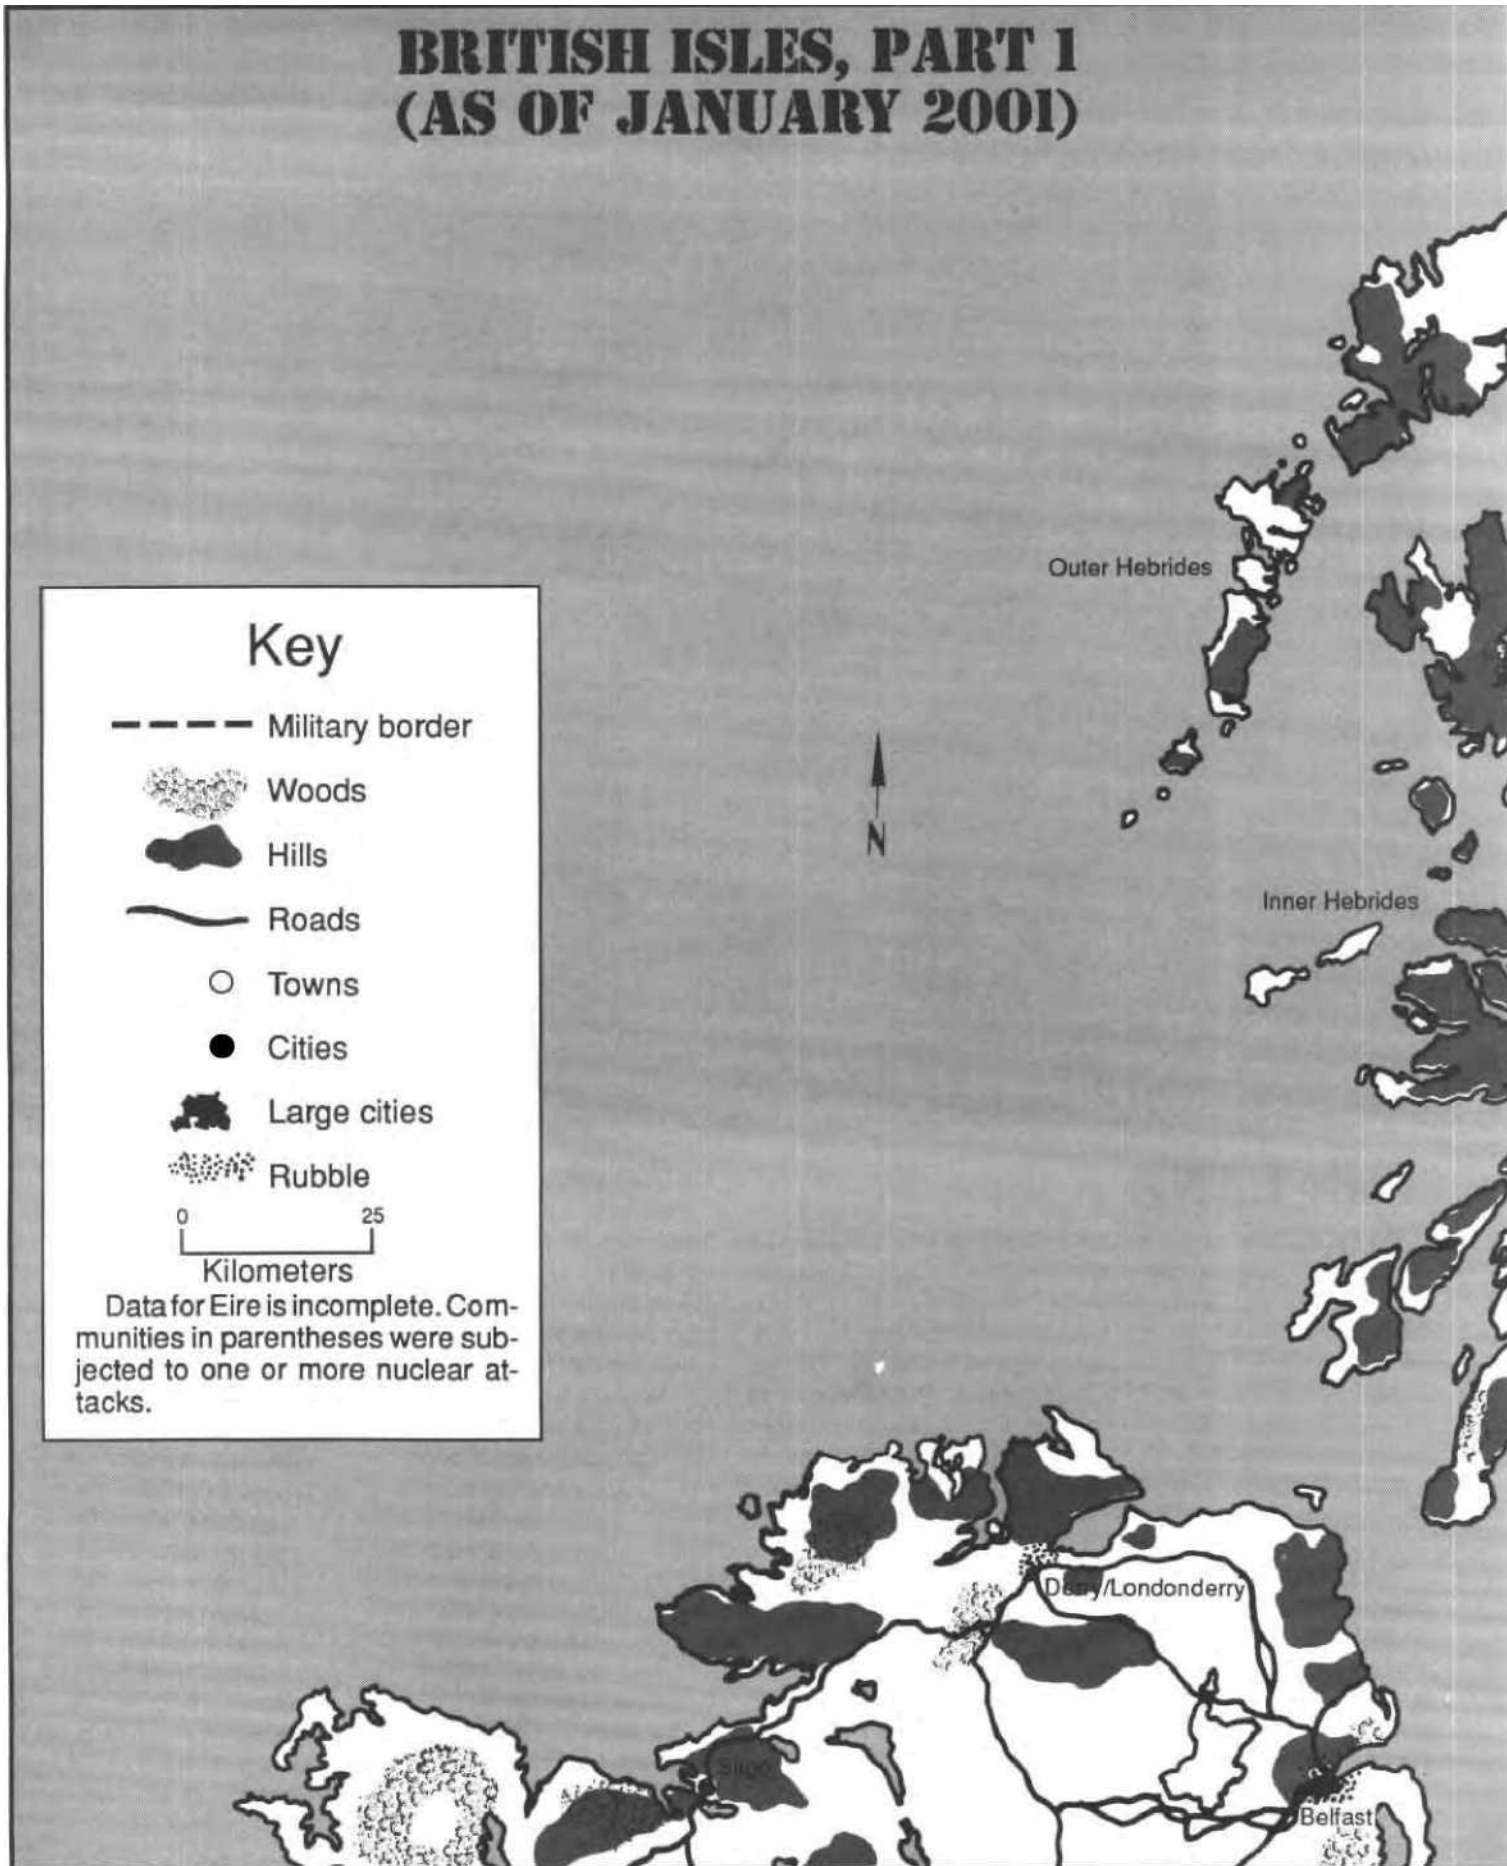 BRITISH ISLES, PART 1
(AS OF JANUARY 2001)
Outer Hebrides
Key
Military border
Woods
Hills
Roads
Towns
Cities
Large cities
Rubble
0 25
Kilometers
Data for Eire is incomplete. Com-
munities in parentheses were sub-
jected to one or more nuclear at-
tacks.
N
Inner Hebrides
Derry/Londonderry
Sligo
Belfast